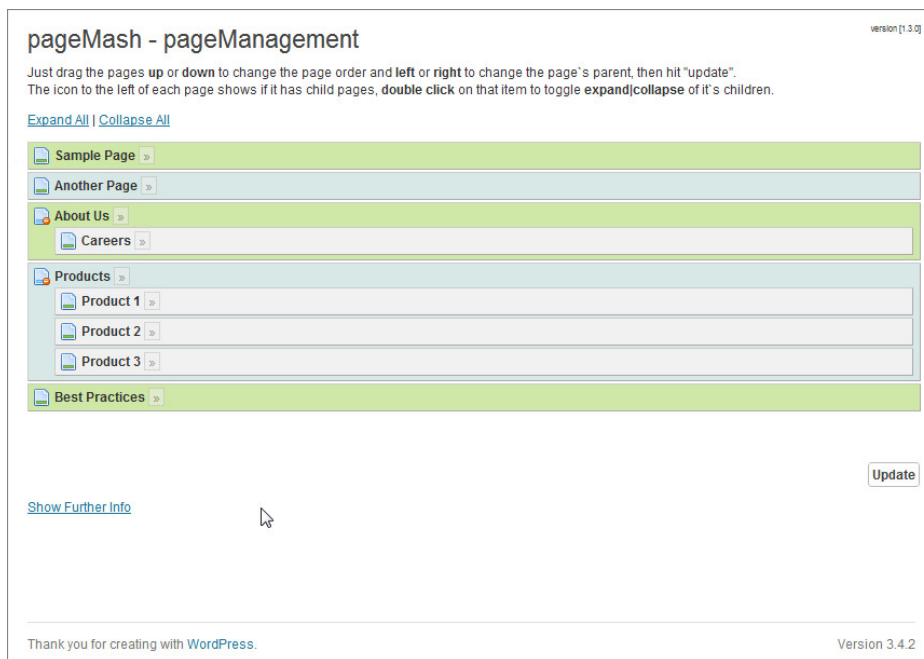 version [1.3.0]
pageMash - pageManagement
Just drag the pages up or down to change the page order and left or right to change the page`s parent, then hit "update".
The icon to the left of each page shows if it has child pages, double click on that item to toggle expand|collapse of it`s children.
Expand All | Collapse All
Sample Page »
Another Page »
About Us »
Careers »
Products »
Product 1 »
Product 2 »
Product 3 »
Best Practices »
Update
Show Further Info
Thank you for creating with WordPress.
Version 3.4.2